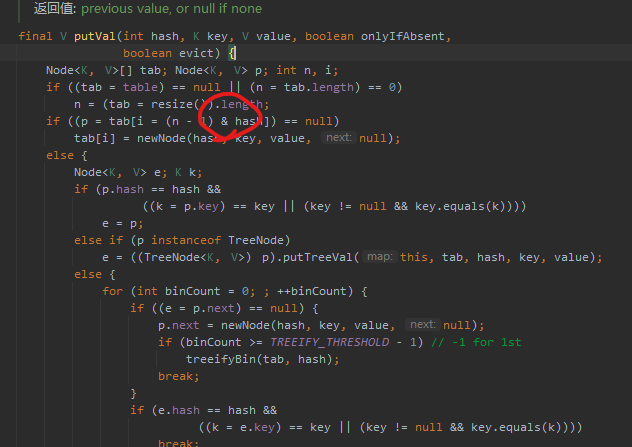 返回值: previous value, or null if none
final V putVal(int hash, K key, V value, boolean onlyIfAbsent,
boolean evict) {
Node<K, V>[] tab; Node<K, V> p; int n, i;
if ((tab = table) == null || (n = tab.length) == 0)
n = (tab = resize()).length;
if ((p = tab[i = (n - 1) & hash]) == null)
tab[i] = newNode(hash, key, value, next: null);
else {
Node<K, V> e; K k;
if (p.hash == hash &&
((k = p.key) == key || (key != null && key.equals(k))))
e = p;
else if (p instanceof TreeNode)
e = ((TreeNode<K, V>) p).putTreeVal( map: this, tab, hash, key, value);
else {
for (int binCount = 0; ; ++binCount) {
if ((e = p.next) == null) {
p.next = newNode(hash, key, value, next: null);
if (binCount >= TREEIFY_THRESHOLD - 1) // -1 for 1st
treeifyBin(tab, hash);
break;
}
if (e.hash == hash &&
((k = e.key) == key || (key != null && key.equals(k))))
break;